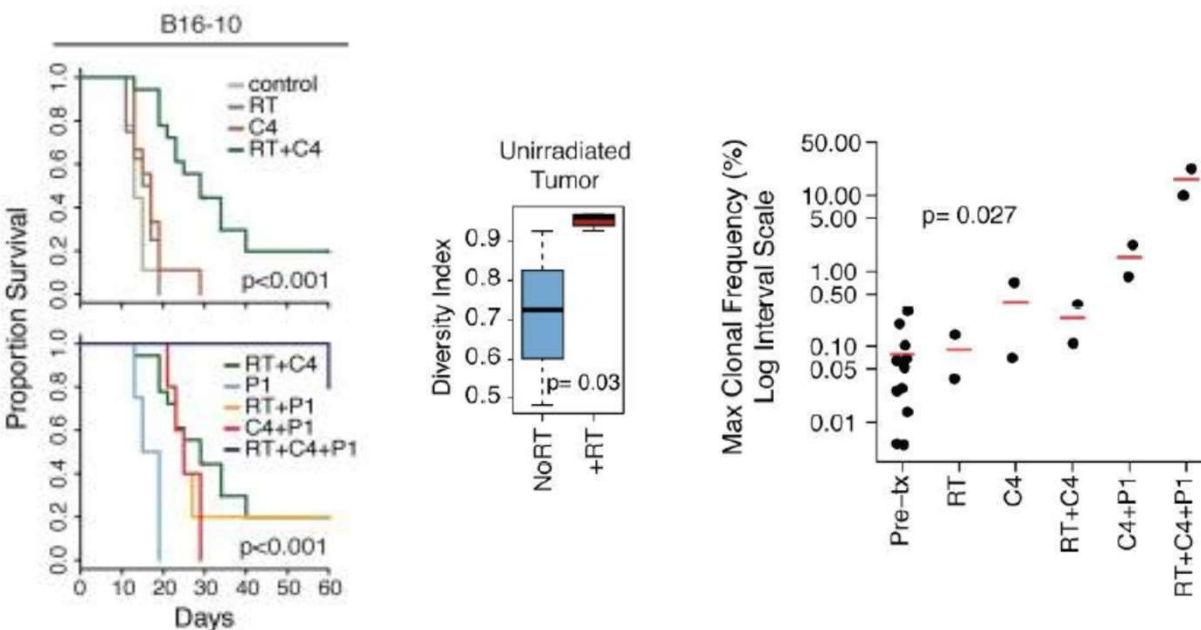 B16-10
Proportion Survival
1.0
0.8
0.6
0.4
0.2
0.0
control
RT
C4
RT+C4
p<0.001
1.0
0.8
0.6
0.4
0.2
0.0
RT+C4
P1
RT+P1
C4+P1
RT+C4+P1
p<0.001
0 10 20 30 40 50 60
Days
Unirradiated
Tumor
Diversity Index
0.9
0.8
0.7
0.6
0.5
p= 0.03
NoRT
+RT
Max Clonal Frequency (%)
Log Interval Scale
50.00
10.00
5.00
1.00
0.50
0.10
0.05
0.01
p= 0.027
Pre-tx
RT
C4
RT+C4
C4+P1
RT+C4+P1